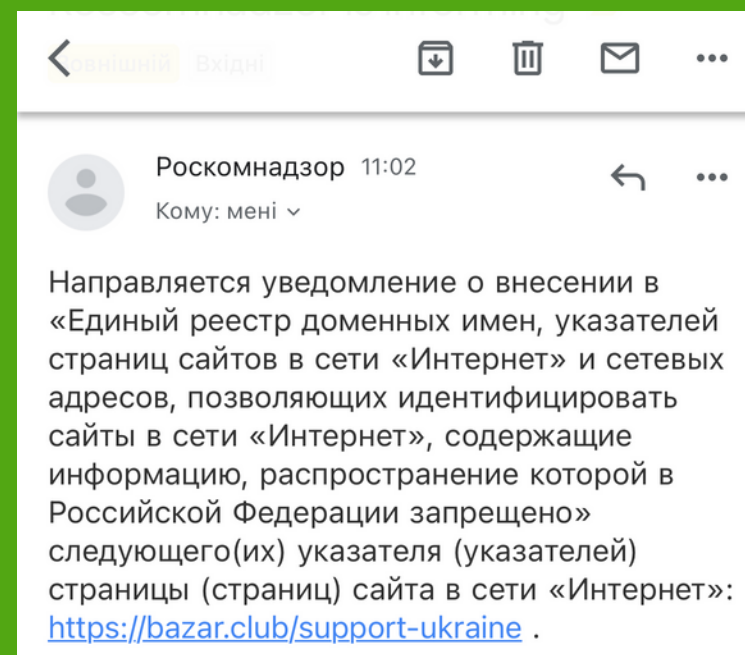 Зовнішній Вхідні
Роскомнадзор 11:02
Кому: мені
Направляется уведомление о внесении в
«Единый реестр доменных имен, указателей
страниц сайтов в сети «Интернет» и сетевых
адресов, позволяющих идентифицировать
сайты в сети «Интернет», содержащие
информацию, распространение которой в
Российской Федерации запрещено»
следующего(их) указателя (указателей)
страницы (страниц) сайта в сети «Интернет»:
https://bazar.club/support-ukraine .